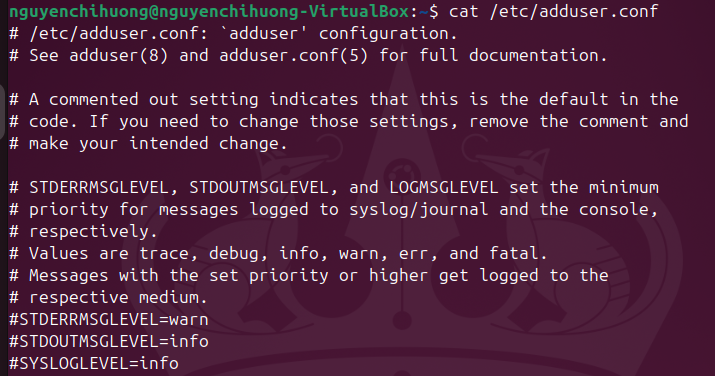 nguyenchihuong@nguyenchihuong-VirtualBox:~$ cat /etc/adduser.conf
# /etc/adduser.conf: `adduser' configuration.
# See adduser(8) and adduser.conf(5) for full documentation.
# A commented out setting indicates that this is the default in the
# code. If you need to change those settings, remove the comment and
# make your intended change.
# STDERRMSGLEVEL, STDOUTMSGLEVEL, and LOGMSGLEVEL set the minimum
# priority for messages logged to syslog/journal and the console,
# respectively.
# Values are trace, debug, info, warn, err, and fatal.
# Messages with the set priority or higher get logged to the
# respective medium.
#STDERRMSGLEVEL=warn
#STDOUTMSGLEVEL=info
#SYSLOGLEVEL=info